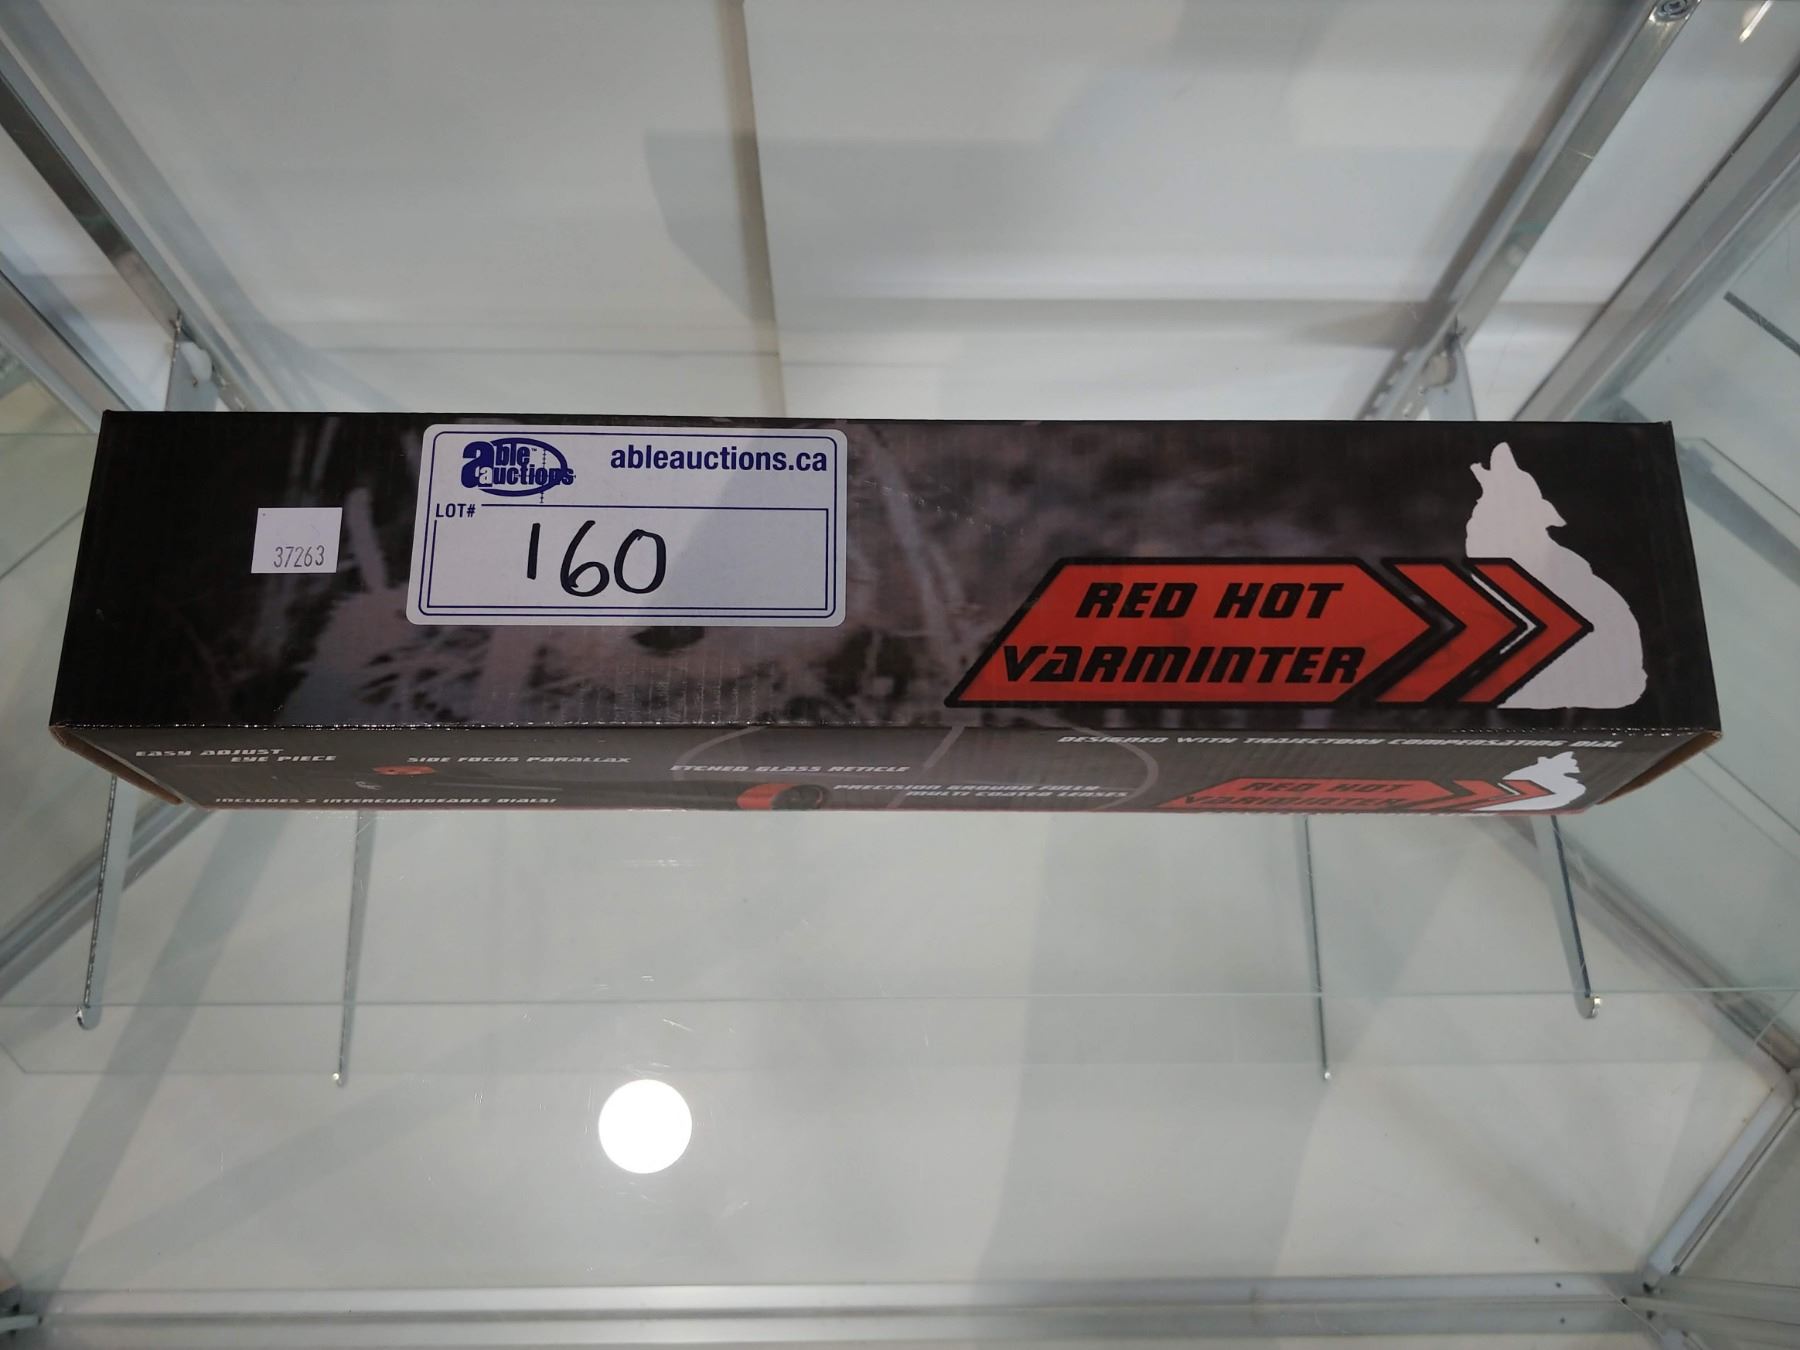 able auctions™
ableauctions.ca
LOT#
160
37263
RED HOT
VARMINTER
EASY ADJUST
EYE PIECE
SIDE FOCUS PARALLAX
ETCHED GLASS RETICLE
DESIGNED WITH TRAJECTORY COMPENSATING DIAL
INCLUDES 2 INTERCHANGEABLE DIALS!
PRECISION GROUND FULLY
MULTI COATED LENSES
RED HOT
VARMINTER